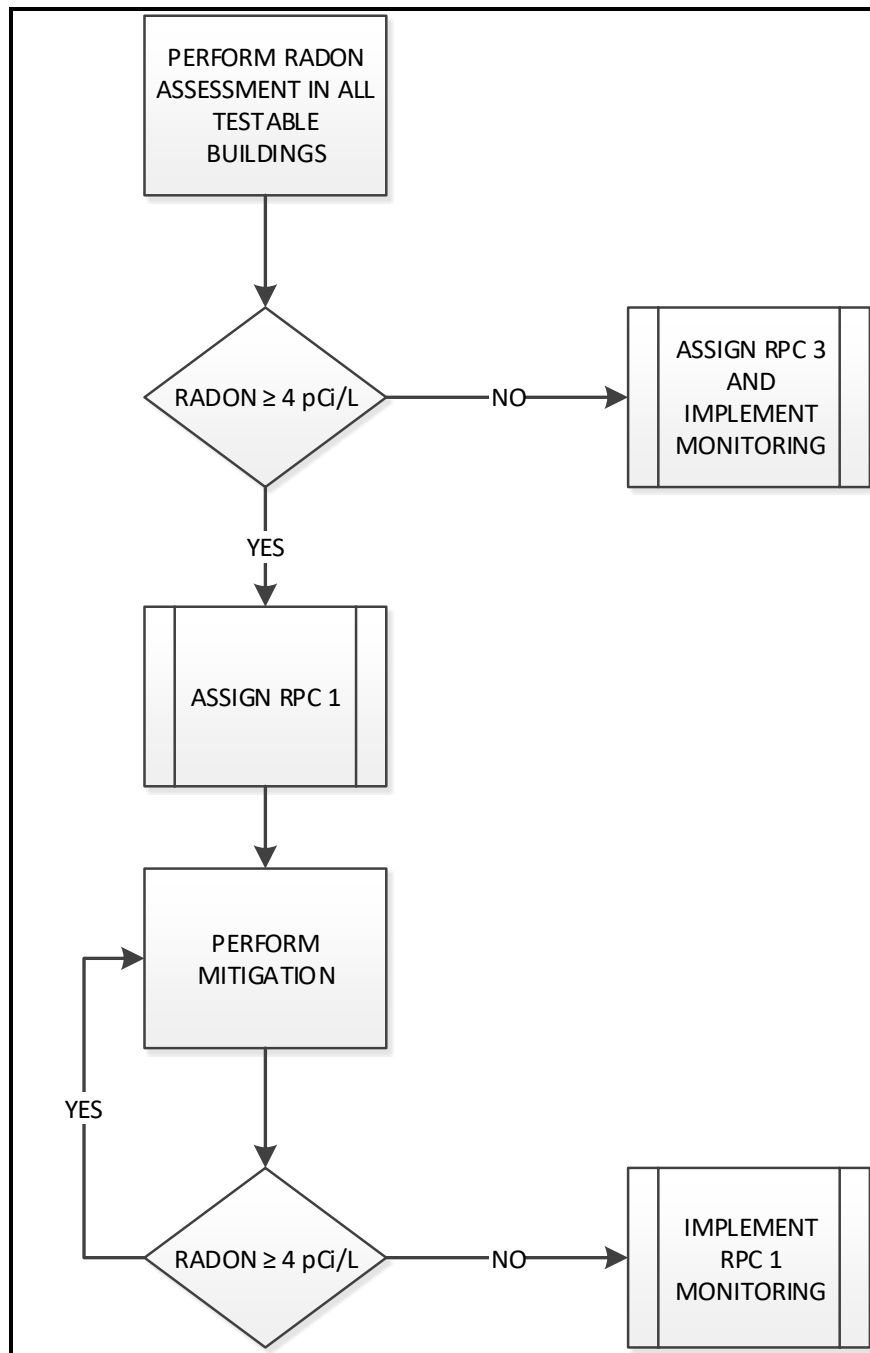 PERFORM RADON
ASSESSMENT IN ALL
TESTABLE
BUILDINGS
RADON ≥ 4 pCi/L
NO
ASSIGN RPC 3
AND
IMPLEMENT
MONITORING
YES
ASSIGN RPC 1
PERFORM
MITIGATION
YES
RADON ≥ 4 pCi/L
NO
IMPLEMENT
RPC 1
MONITORING